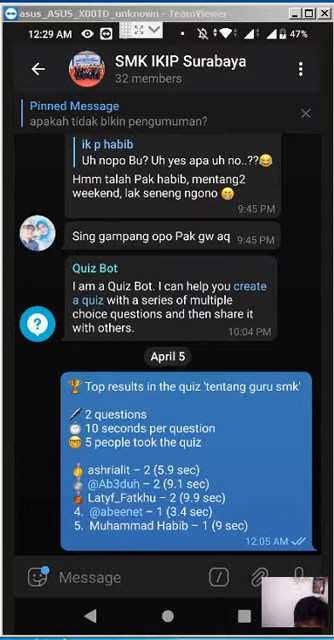 asus_ASUS_X00TD_unknown - TeamViewer
12:29 AM
47%
SMK IKIP Surabaya
32 members
Pinned Message
apakah tidak bikin pengumuman?
ik p habib
Uh nopo Bu? Uh yes apa uh no..??😂
Hmm talah Pak habib, mentang2
weekend, lak seneng ngono 🤭
9:45 PM
Sing gampang opo Pak gw aq 9:45 PM
Quiz Bot
I am a Quiz Bot. I can help you create
a quiz with a series of multiple
choice questions and then share it
with others.
10:04 PM
April 5
🏆 Top results in the quiz 'tentang guru smk'
🖊 2 questions
⏱ 10 seconds per question
🤓 5 people took the quiz
🥇 ashrialit – 2 (5.9 sec)
🥈 @Ab3duh – 2 (9.1 sec)
🥉 Latyf_Fatkhu – 2 (9.9 sec)
4. @abeenet – 1 (3.4 sec)
5. Muhammad Habib – 1 (9 sec)
12:05 AM
Message